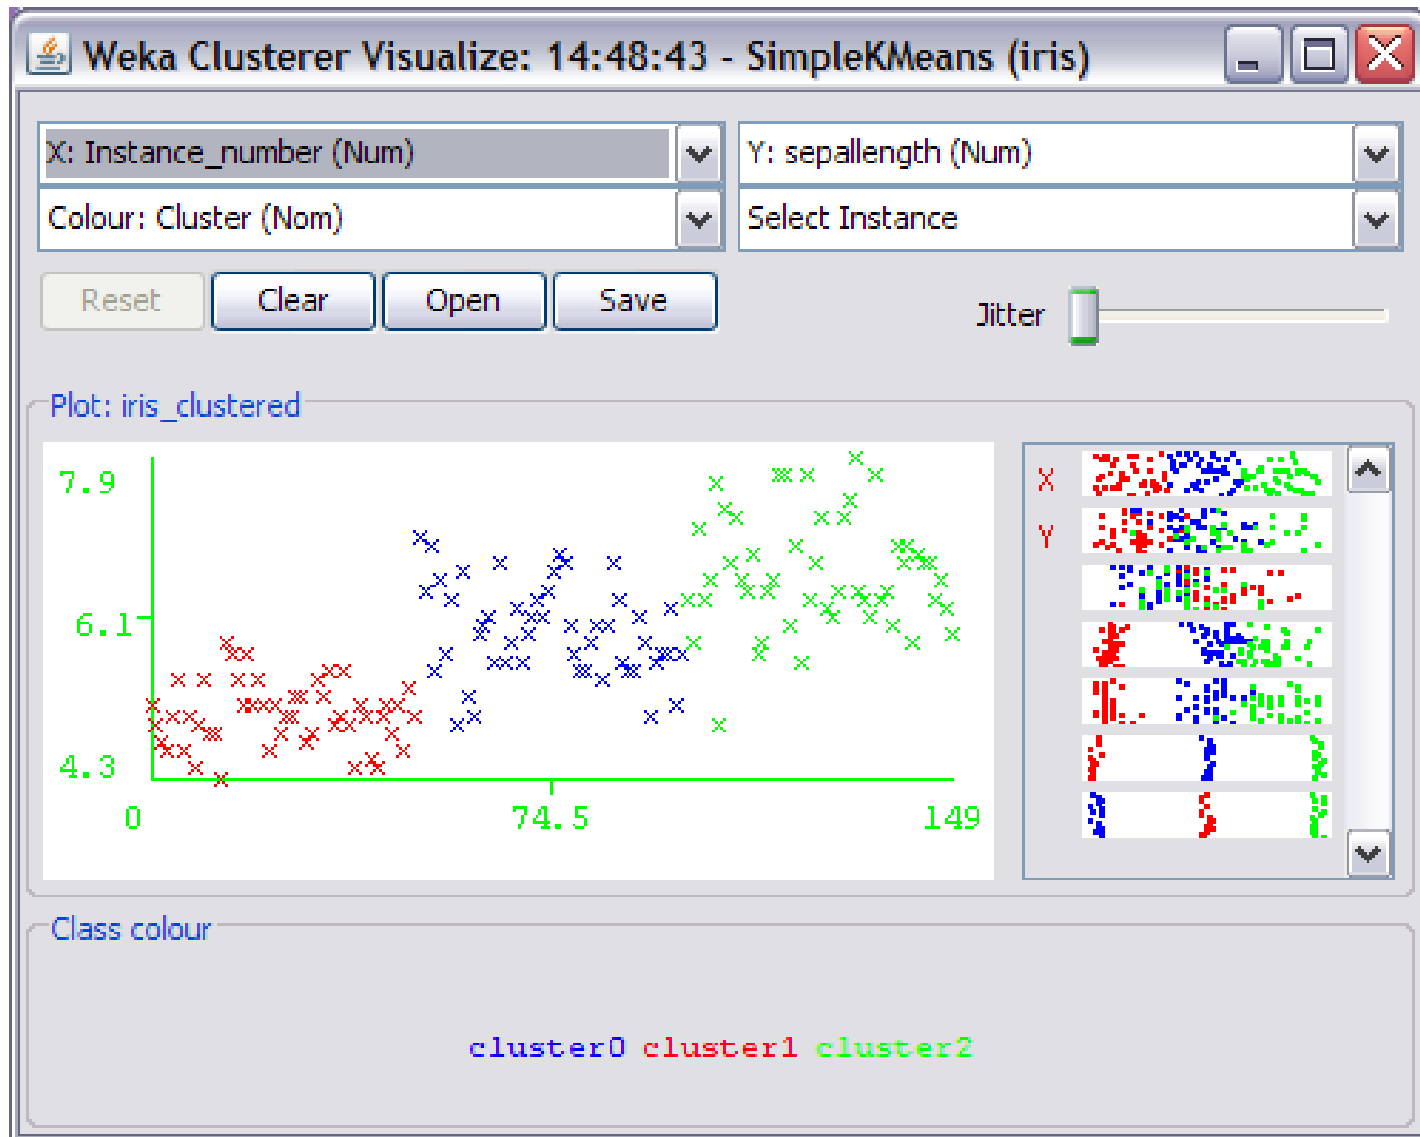 Weka Clusterer Visualize: 14:48:43 - SimpleKMeans (iris)
X: Instance_number (Num) Y: sepallength (Num)
Colour: Cluster (Nom) Select Instance
Reset Clear Open Save Jitter
Plot: iris_clustered
7.9
6.1
4.3
0 74.5 149
X
Y
Class colour
cluster0 cluster1 cluster2